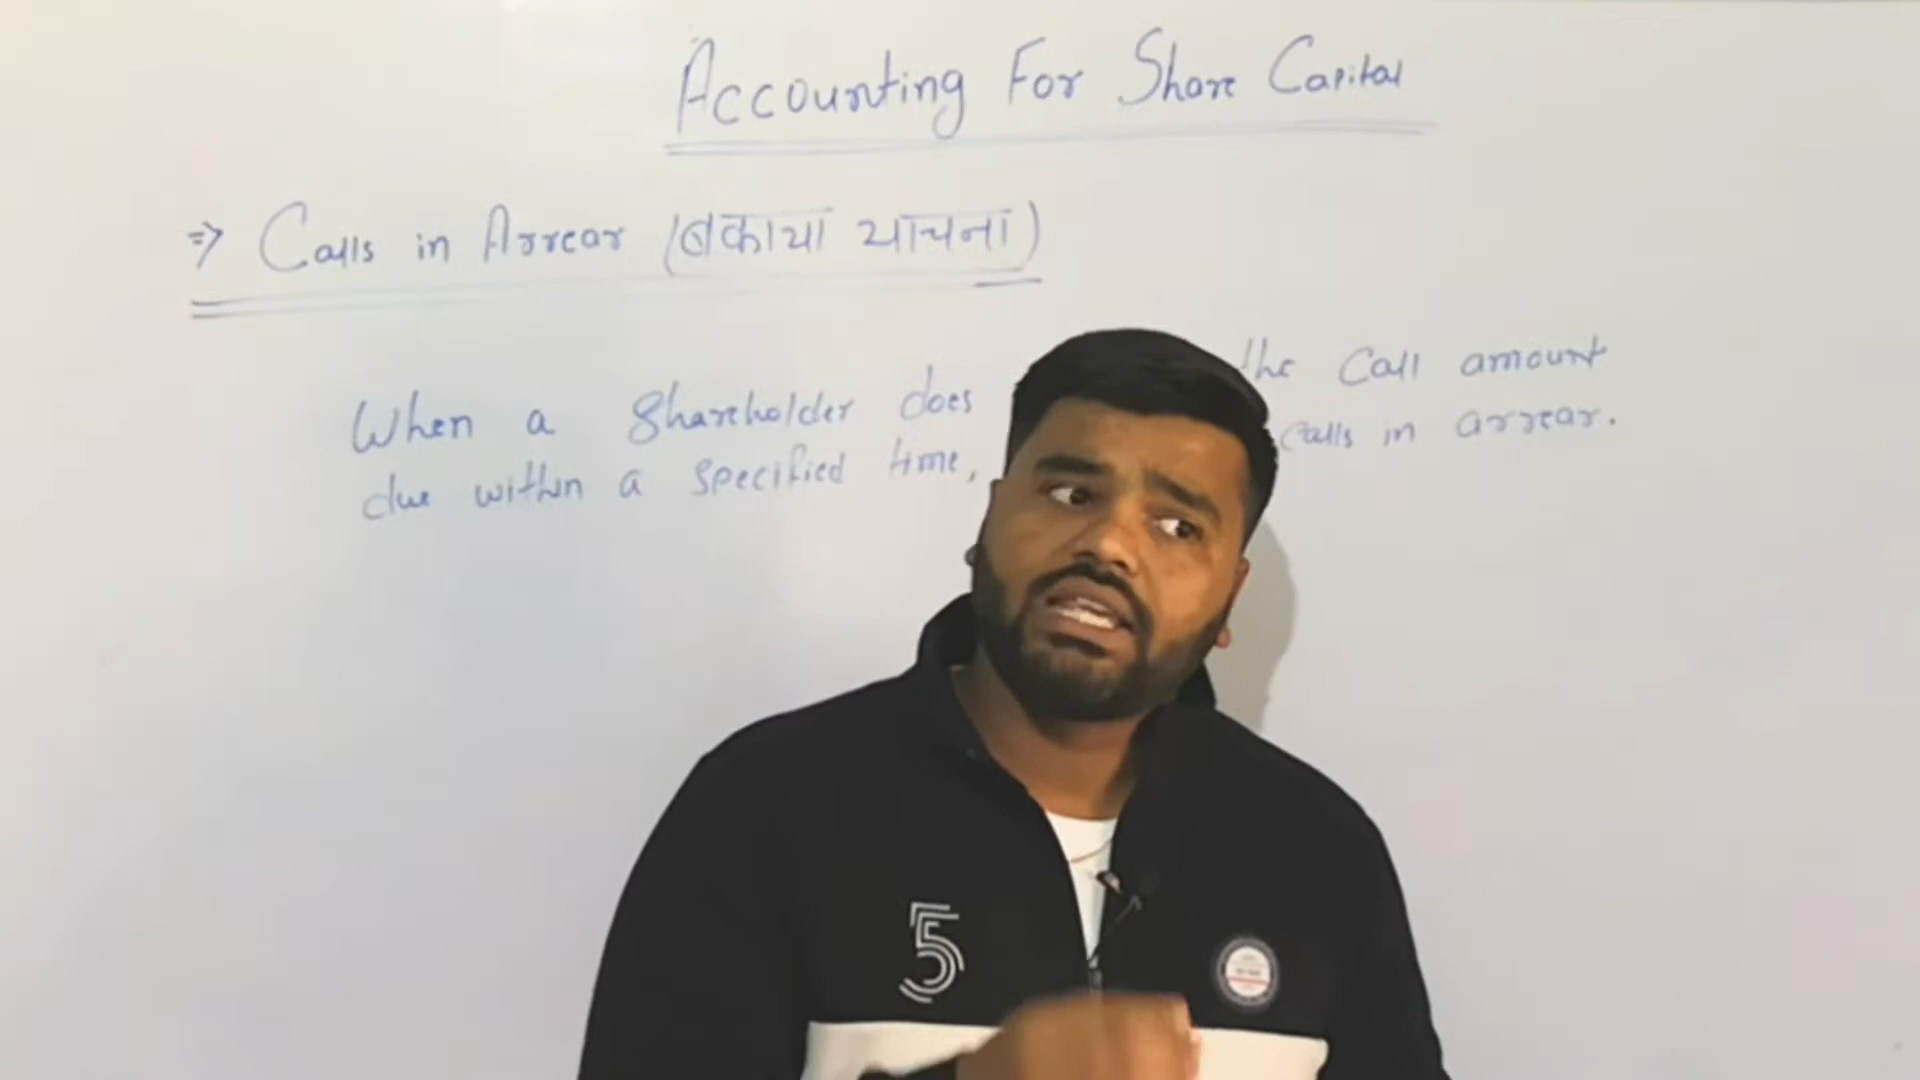 Accounting For Share Capital
⇒ Calls in Arrear (बकाया याचना)
When a Shareholder does the Call amount
due within a specified time, calls in arrear.
5